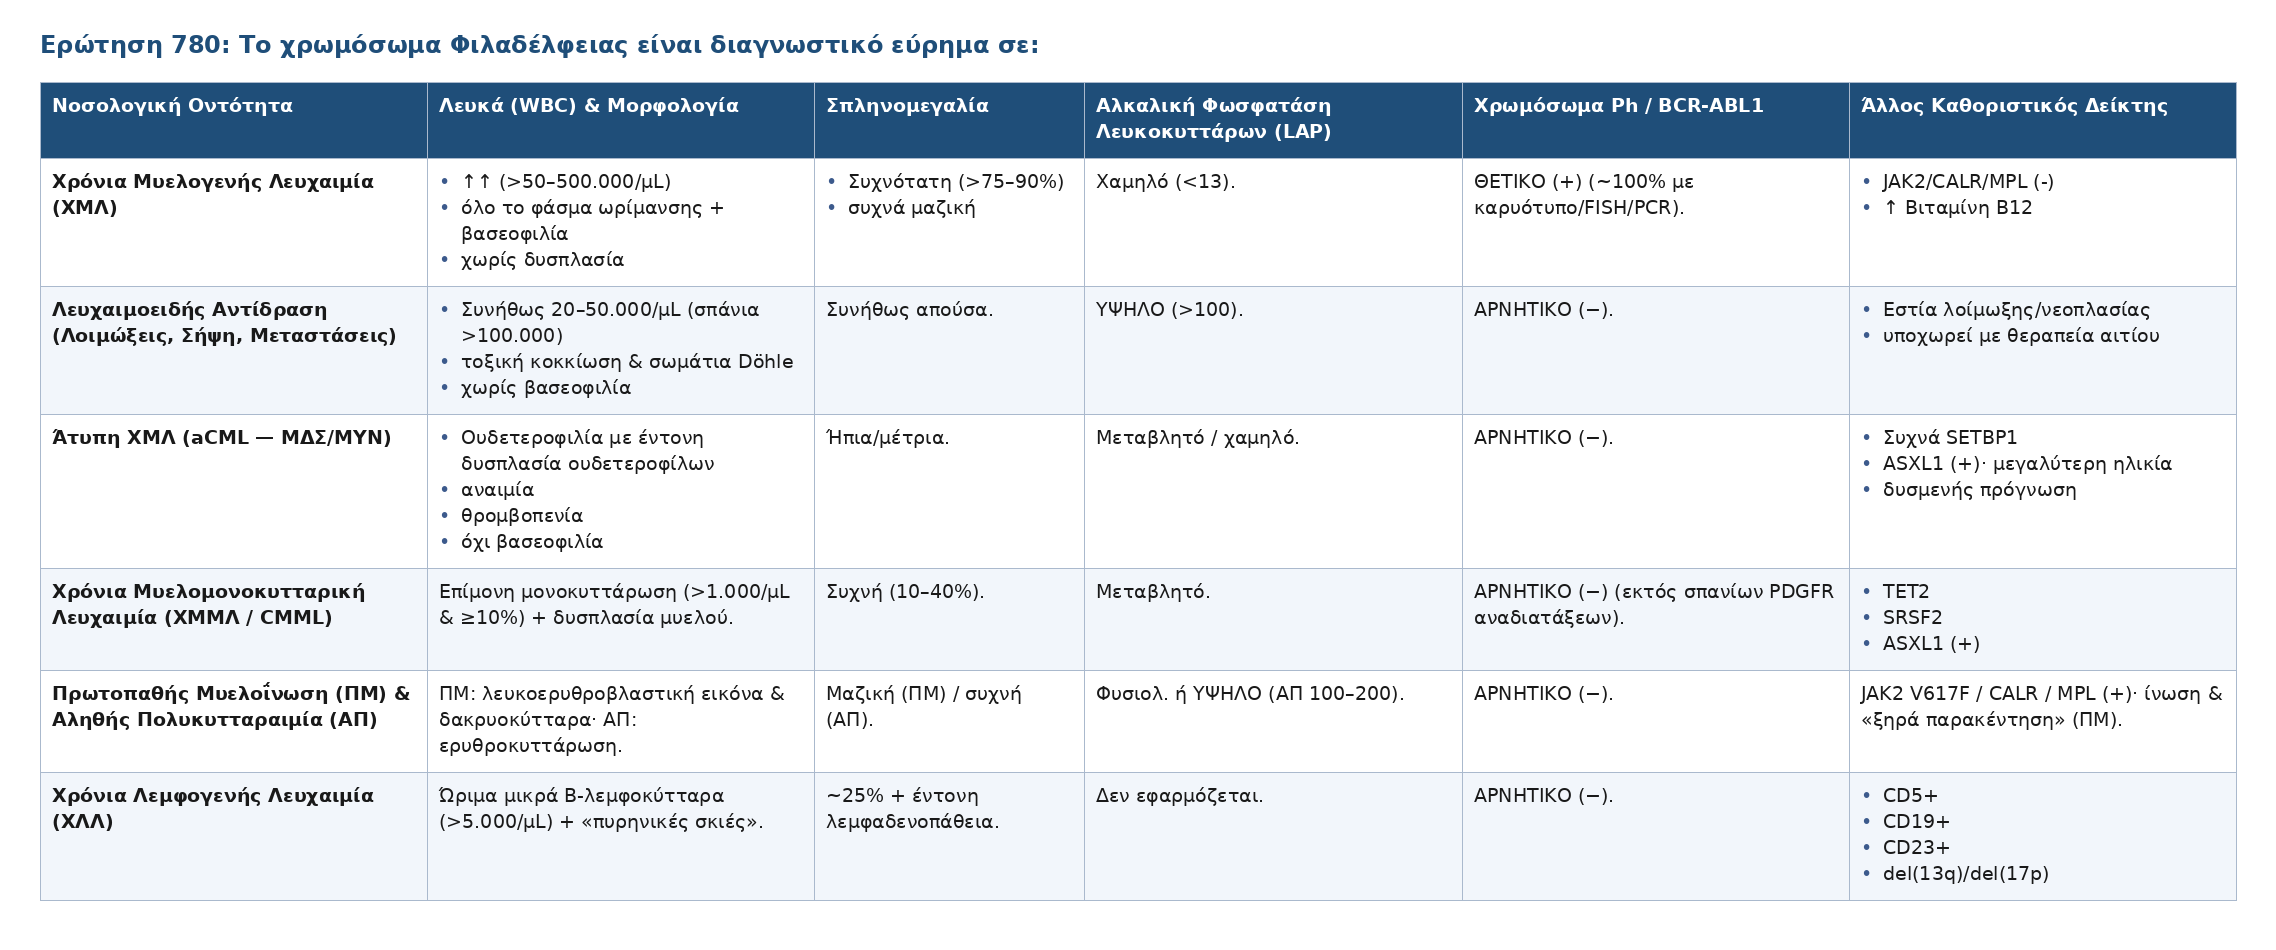 Ερώτηση 780: Το χρωμόσωμα Φιλαδέλφειας είναι διαγνωστικό εύρημα σε:
Νοσολογική Οντότητα
Λευκά (WBC) & Μορφολογία
Σπληνομεγαλία
Αλκαλική Φωσφατάση
Λευκοκυττάρων (LAP)
Χρωμόσωμα Ph / BCR-ABL1
Άλλος Καθοριστικός Δείκτης
Χρόνια Μυελογενής Λευχαιμία
(ΧΜΛ)
• ↑↑ (>50–500.000/μL)
• όλο το φάσμα ωρίμανσης +
βασεοφιλία
• χωρίς δυσπλασία
• Συχνότατη (>75–90%)
• συχνά μαζική
Χαμηλό (<13).
ΘΕΤΙΚΟ (+) (~100% με
καρυότυπο/FISH/PCR).
• JAK2/CALR/MPL (-)
• ↑ Βιταμίνη Β12
Λευχαιμοειδής Αντίδραση
(Λοιμώξεις, Σήψη, Μεταστάσεις)
• Συνήθως 20–50.000/μL (σπάνια
>100.000)
• τοξική κοκκίωση & σωμάτια Döhle
• χωρίς βασεοφιλία
Συνήθως απούσα.
ΥΨΗΛΟ (>100).
ΑΡΝΗΤΙΚΟ (−).
• Εστία λοίμωξης/νεοπλασίας
• υποχωρεί με θεραπεία αιτίου
Άτυπη ΧΜΛ (aCML — ΜΔΣ/ΜΥΝ)
• Ουδετεροφιλία με έντονη
δυσπλασία ουδετεροφίλων
• αναιμία
• θρομβοπενία
• όχι βασεοφιλία
Ήπια/μέτρια.
Μεταβλητό / χαμηλό.
ΑΡΝΗΤΙΚΟ (−).
• Συχνά SETBP1
• ASXL1 (+)· μεγαλύτερη ηλικία
• δυσμενής πρόγνωση
Χρόνια Μυελομονοκυτταρική
Λευχαιμία (ΧΜΜΛ / CMML)
Επίμονη μονοκυττάρωση (>1.000/μL
& ≥10%) + δυσπλασία μυελού.
Συχνή (10–40%).
Μεταβλητό.
ΑΡΝΗΤΙΚΟ (−) (εκτός σπανίων PDGFR
αναδιατάξεων).
• TET2
• SRSF2
• ASXL1 (+)
Πρωτοπαθής Μυελοΐνωση (ΠΜ) &
Αληθής Πολυκυτταραιμία (ΑΠ)
ΠΜ: λευκοερυθροβλαστική εικόνα &
δακρυοκύτταρα· ΑΠ:
ερυθροκυττάρωση.
Μαζική (ΠΜ) / συχνή
(ΑΠ).
Φυσιολ. ή ΥΨΗΛΟ (ΑΠ 100–200).
ΑΡΝΗΤΙΚΟ (−).
JAK2 V617F / CALR / MPL (+)· ίνωση &
«ξηρά παρακέντηση» (ΠΜ).
Χρόνια Λεμφογενής Λευχαιμία
(ΧΛΛ)
Ώριμα μικρά Β-λεμφοκύτταρα
(>5.000/μL) + «πυρηνικές σκιές».
~25% + έντονη
λεμφαδενοπάθεια.
Δεν εφαρμόζεται.
ΑΡΝΗΤΙΚΟ (−).
• CD5+
• CD19+
• CD23+
• del(13q)/del(17p)